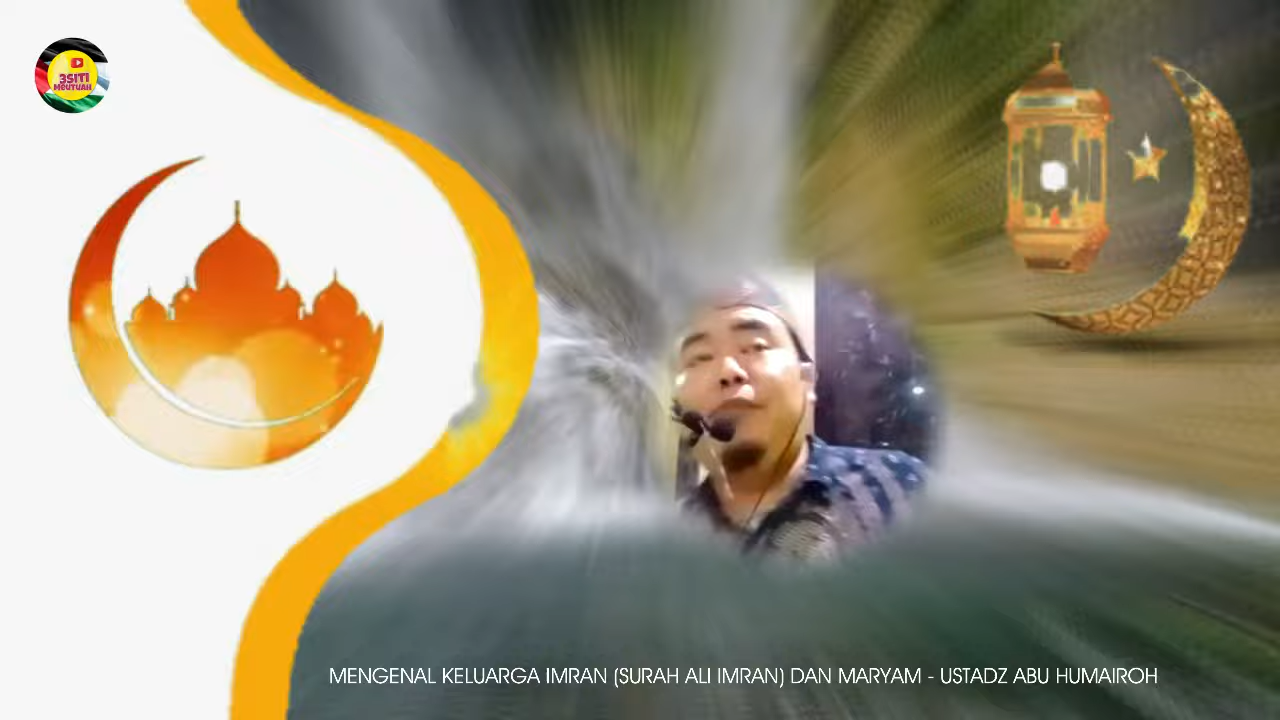 3SITI
MEUTUAH
MENGENAL KELUARGA IMRAN (SURAH ALI IMRAN) DAN MARYAM - USTADZ ABU HUMAIROH